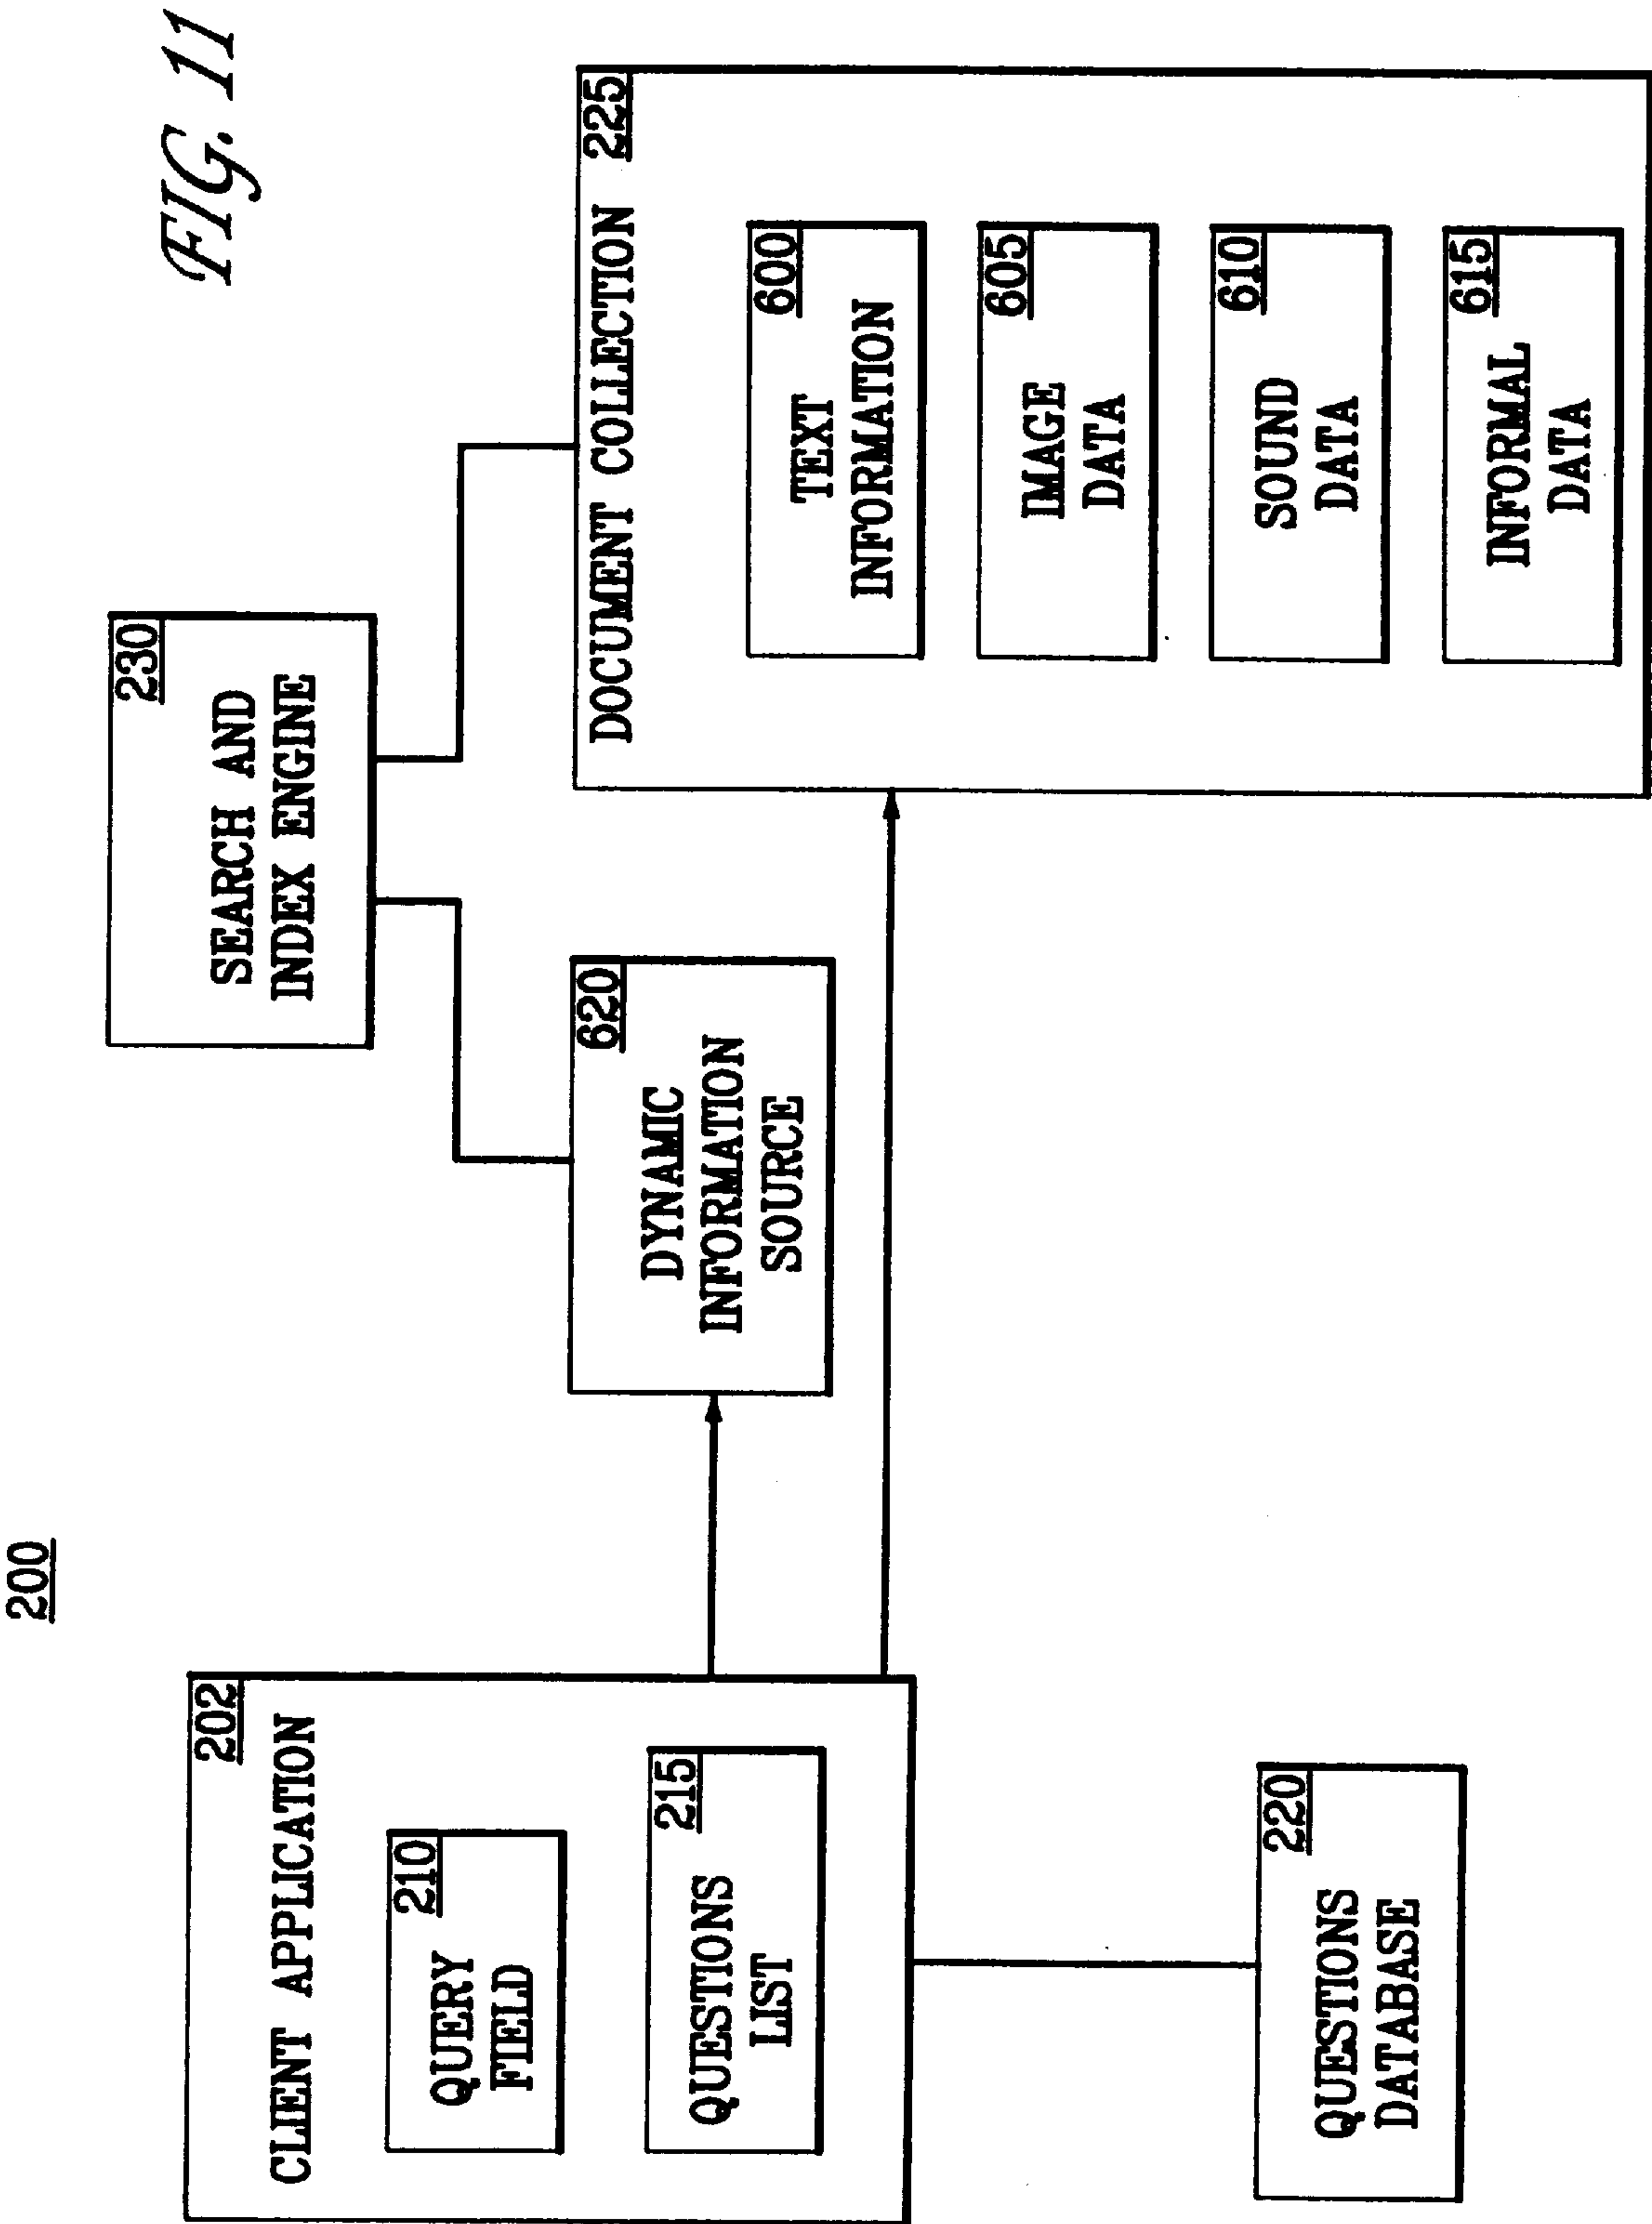 200
FIG. 11
CLIENT APPLICATION
202
QUERY
FIELD
210
QUESTIONS
LIST
215
QUESTIONS
DATABASE
220
SEARCH AND
INDEX ENGINE
230
DYNAMIC
INFORMATION
SOURCE
620
DOCUMENT COLLECTION 225
TEXT
INFORMATION
600
IMAGE
DATA
605
SOUND
DATA
610
INFORMAL
DATA
615